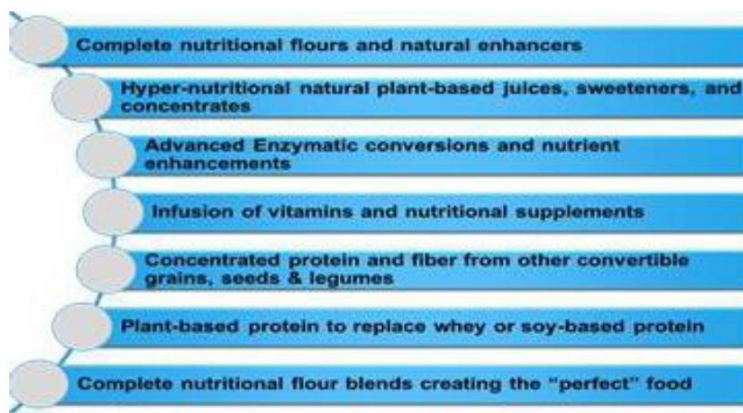 Complete nutritional flours and natural enhancers
Hyper-nutritional natural plant-based juices, sweeteners, and
concentrates
Advanced Enzymatic conversions and nutrient
enhancements
Infusion of vitamins and nutritional supplements
Concentrated protein and fiber from other convertible
grains, seeds & legumes
Plant-based protein to replace whey or soy-based protein
Complete nutritional flour blends creating the “perfect” food